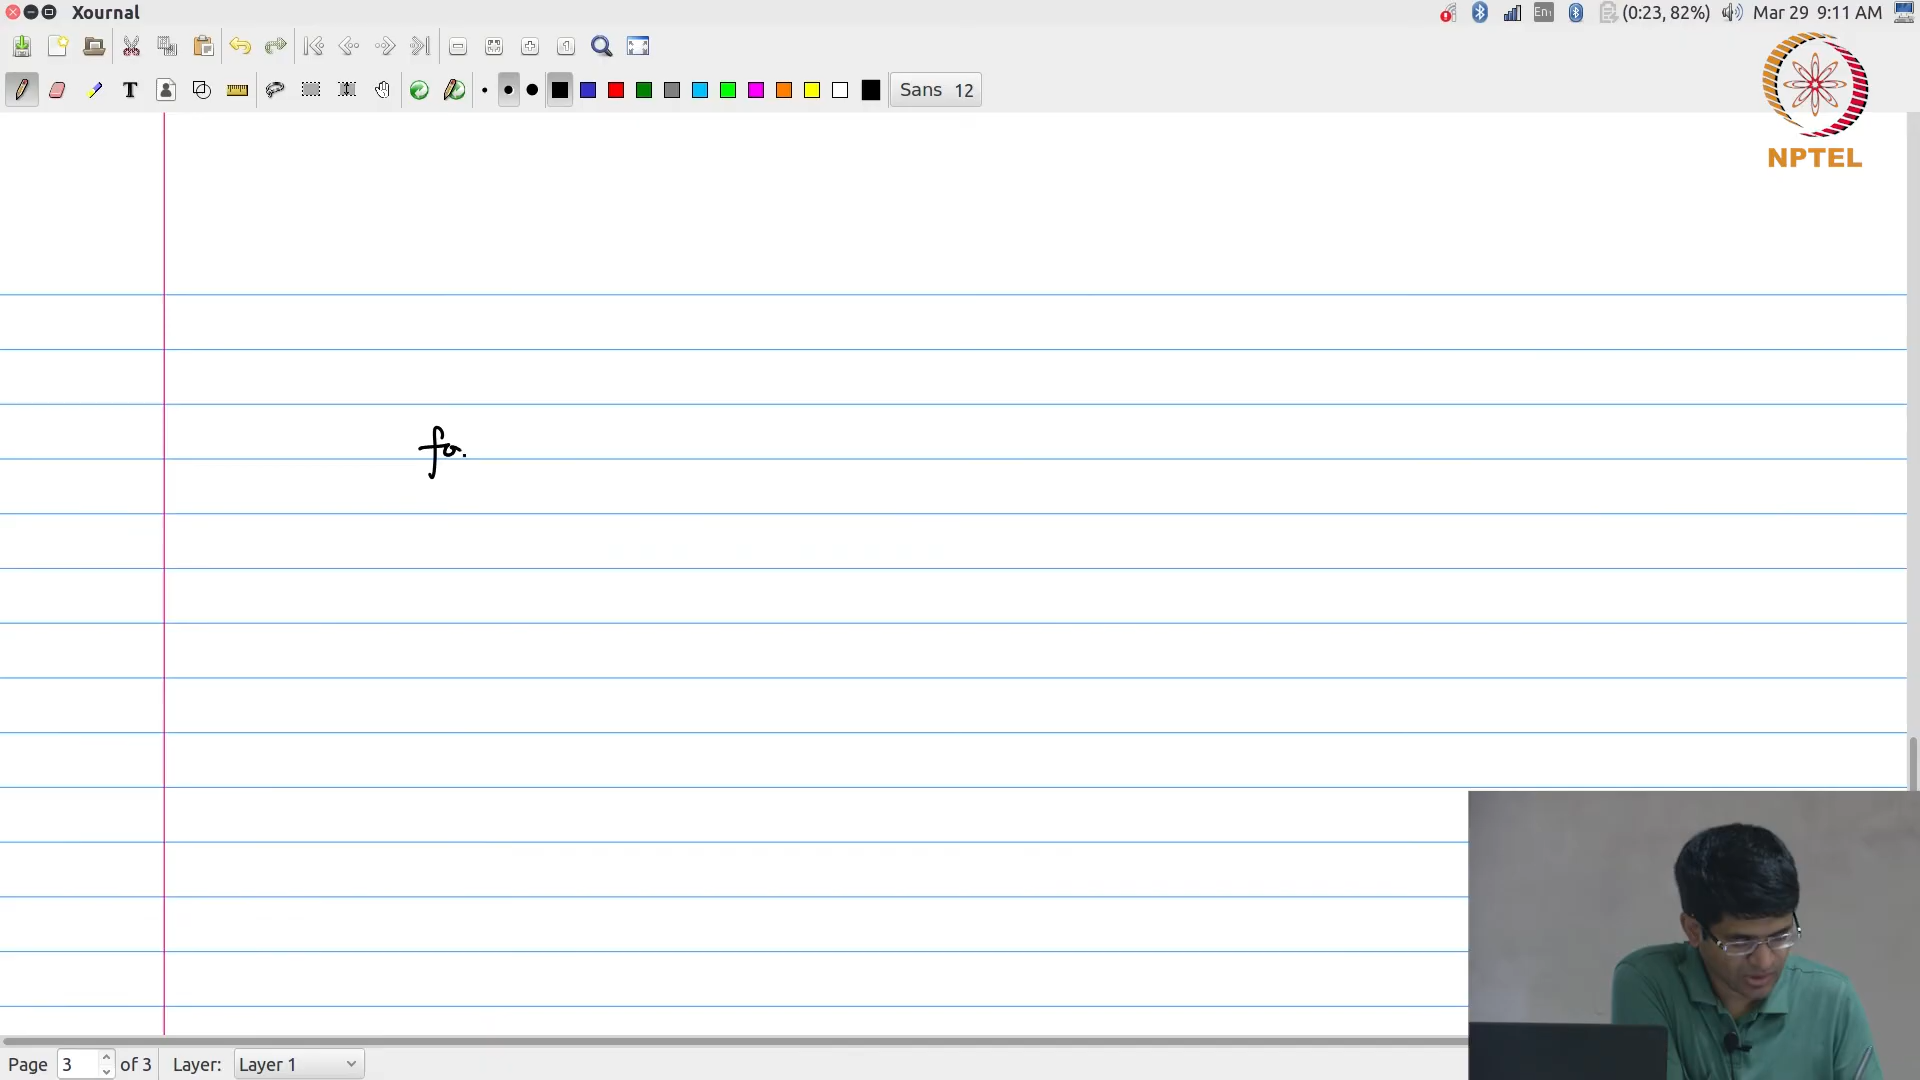 Xournal
En1
(0:23, 82%)
Mar 29 9:11 AM
T
Sans 12
NPTEL
fo.
Page 3 of 3 Layer: Layer 1